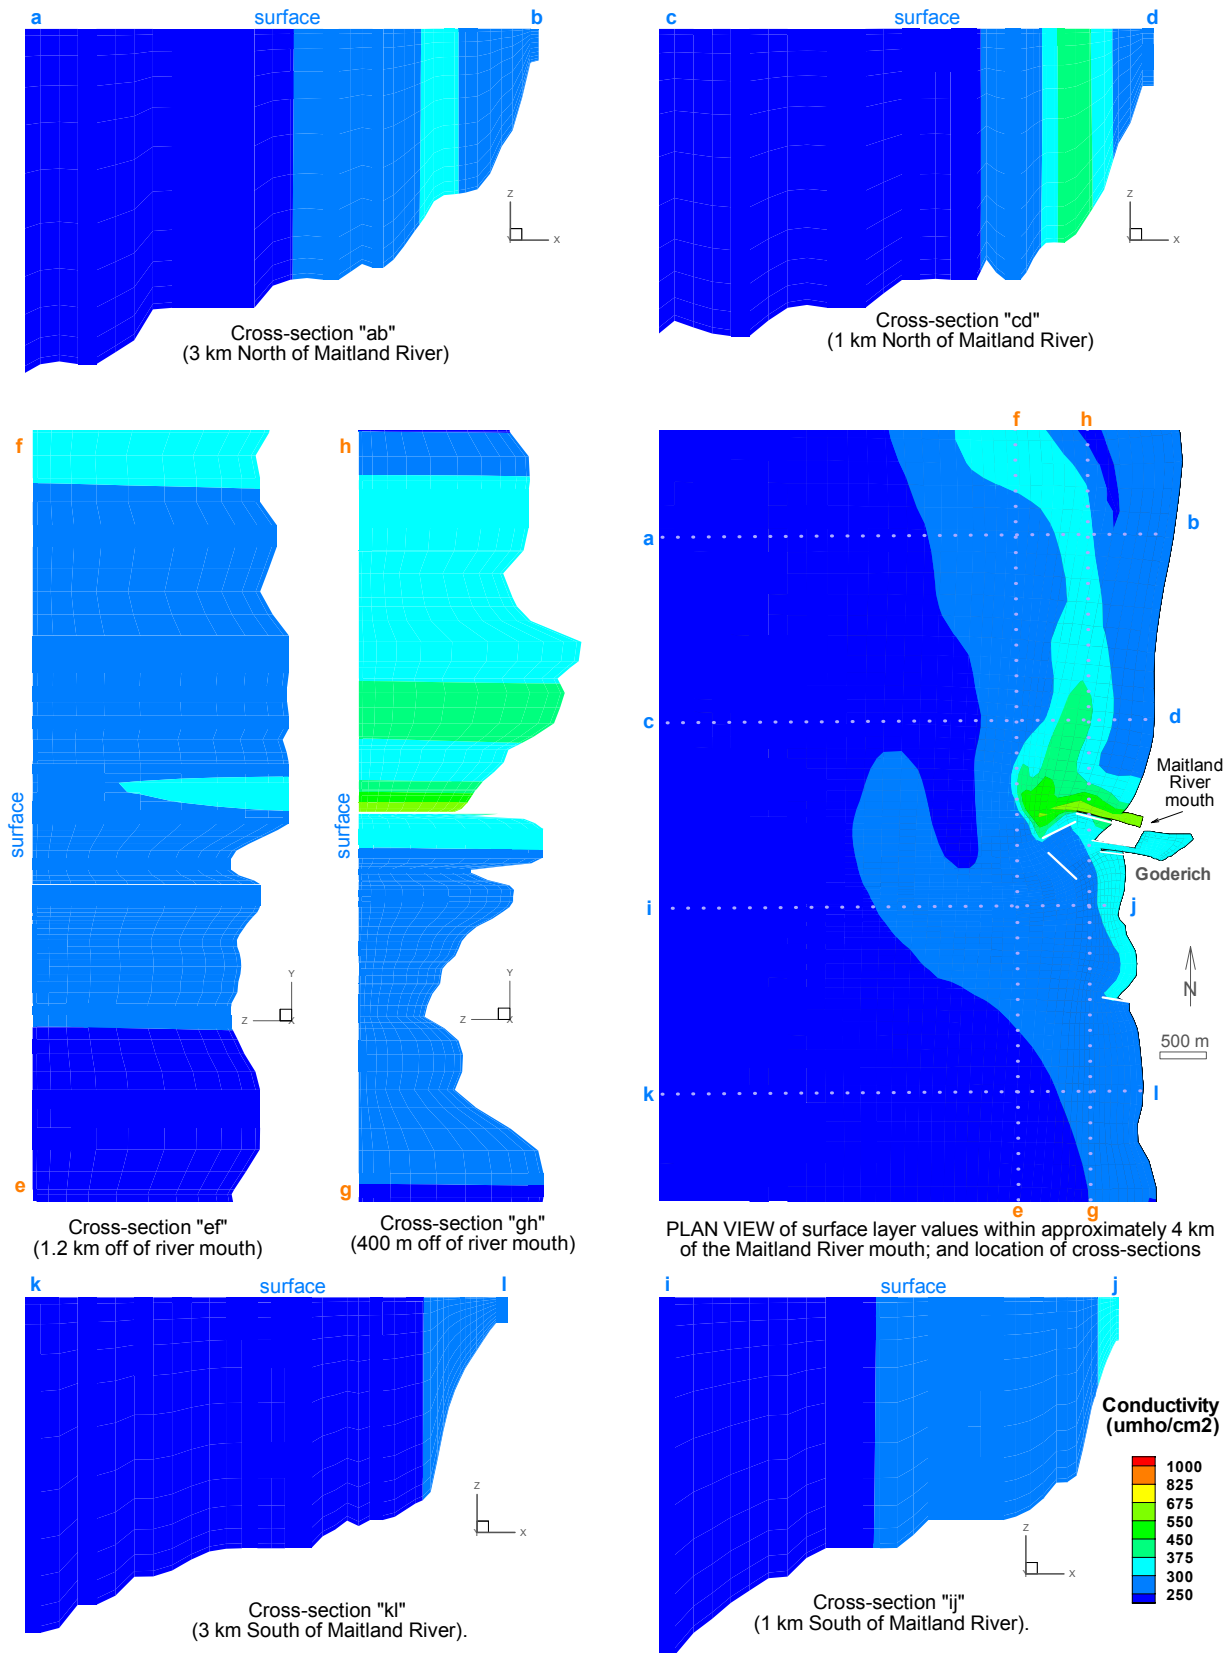 a surface b
c surface d
Z
X
Y
Z
X
Y
Cross-section "ab"
(3 km North of Maitland River)
Cross-section "cd"
(1 km North of Maitland River)
f
surface
e
Y
Z
X
Cross-section "ef"
(1.2 km off of river mouth)
h
surface
g
Y
Z
X
Cross-section "gh"
(400 m off of river mouth)
f h
a b
c d
Maitland
River
mouth
Goderich
i j
N
500 m
k l
e g
PLAN VIEW of surface layer values within approximately 4 km
of the Maitland River mouth; and location of cross-sections
k surface l
Z
X
Y
Cross-section "kl"
(3 km South of Maitland River).
i surface j
Z
X
Y
Cross-section "ij"
(1 km South of Maitland River).
Conductivity
(umho/cm2)
1000
825
675
550
450
375
300
250